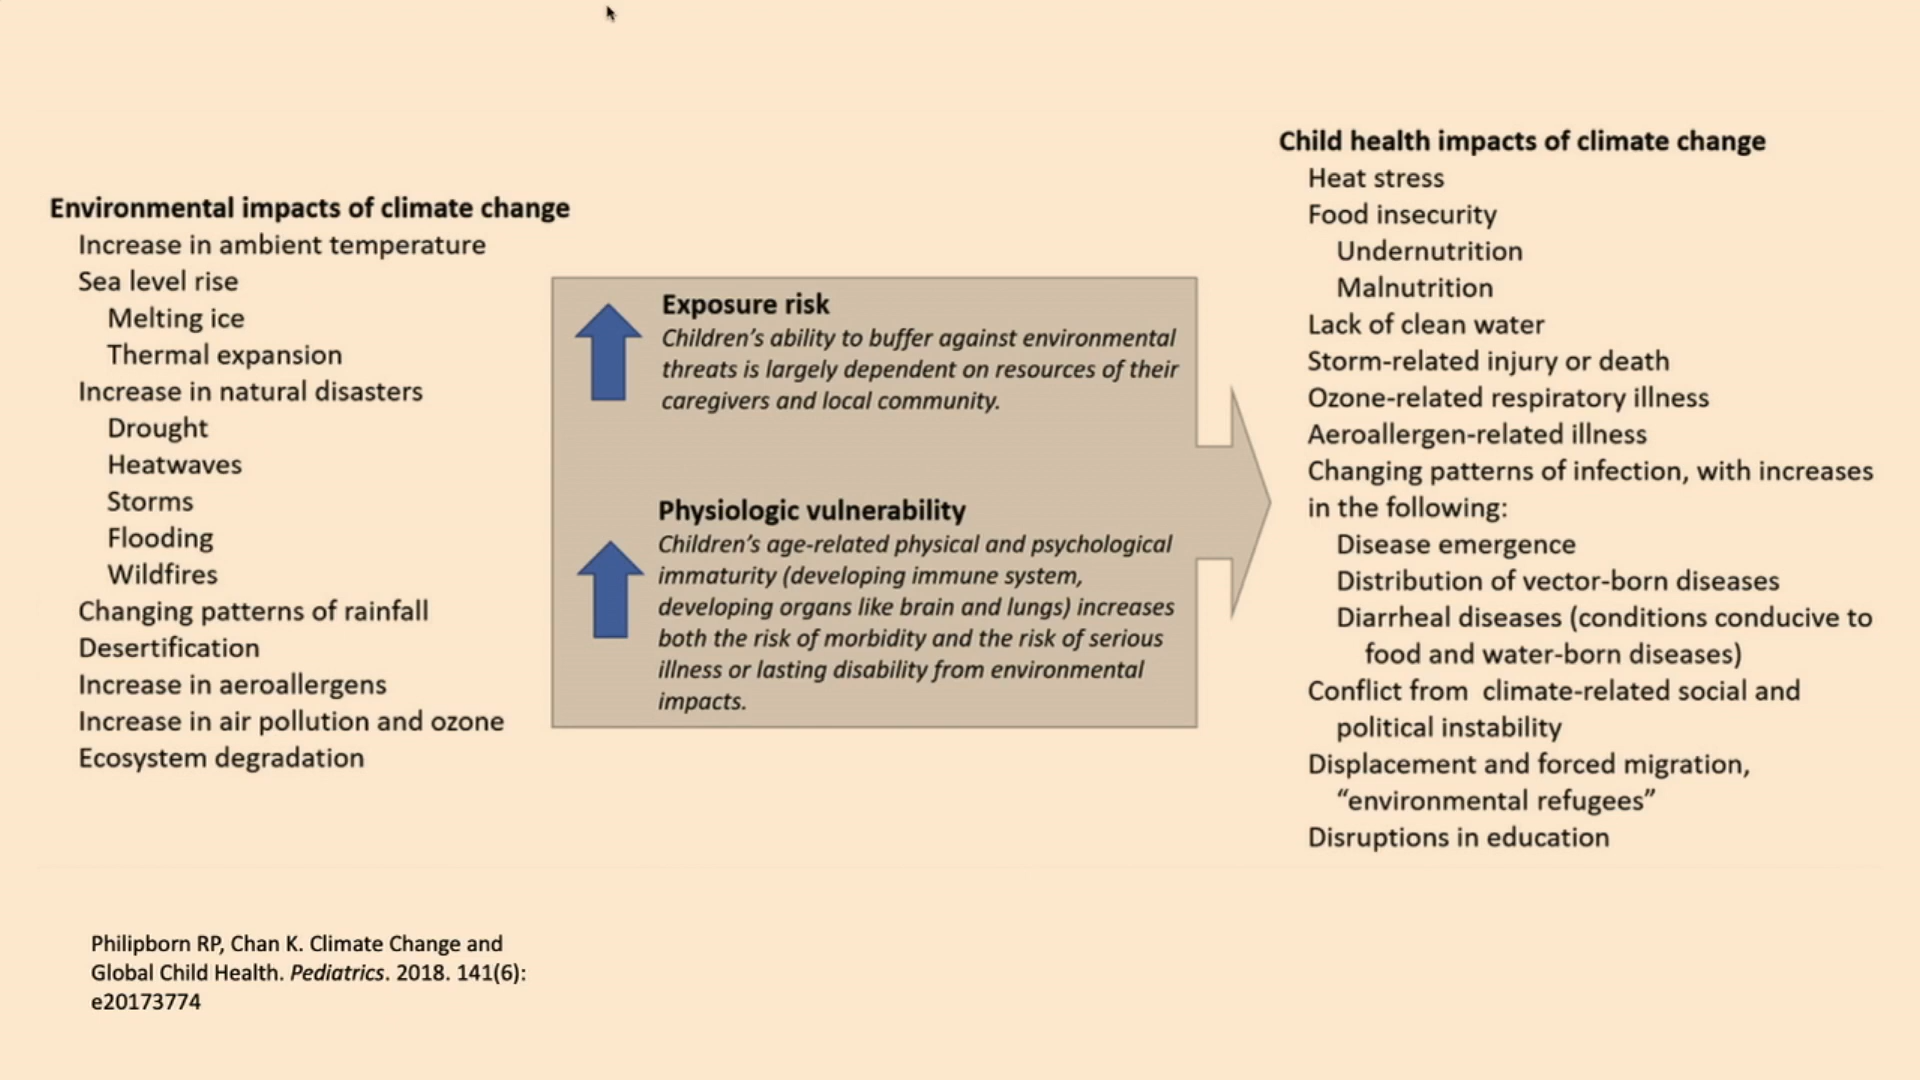 Environmental impacts of climate change
Increase in ambient temperature
Sea level rise
Melting ice
Thermal expansion
Increase in natural disasters
Drought
Heatwaves
Storms
Flooding
Wildfires
Changing patterns of rainfall
Desertification
Increase in aeroallergens
Increase in air pollution and ozone
Ecosystem degradation
Exposure risk
Children's ability to buffer against environmental
threats is largely dependent on resources of their
caregivers and local community.
Physiologic vulnerability
Children's age-related physical and psychological
immaturity (developing immune system,
developing organs like brain and lungs) increases
both the risk of morbidity and the risk of serious
illness or lasting disability from environmental
impacts.
Child health impacts of climate change
Heat stress
Food insecurity
Undernutrition
Malnutrition
Lack of clean water
Storm-related injury or death
Ozone-related respiratory illness
Aeroallergen-related illness
Changing patterns of infection, with increases
in the following:
Disease emergence
Distribution of vector-born diseases
Diarrheal diseases (conditions conducive to
food and water-born diseases)
Conflict from climate-related social and
political instability
Displacement and forced migration,
“environmental refugees”
Disruptions in education
Philipborn RP, Chan K. Climate Change and
Global Child Health. Pediatrics. 2018. 141(6):
e20173774